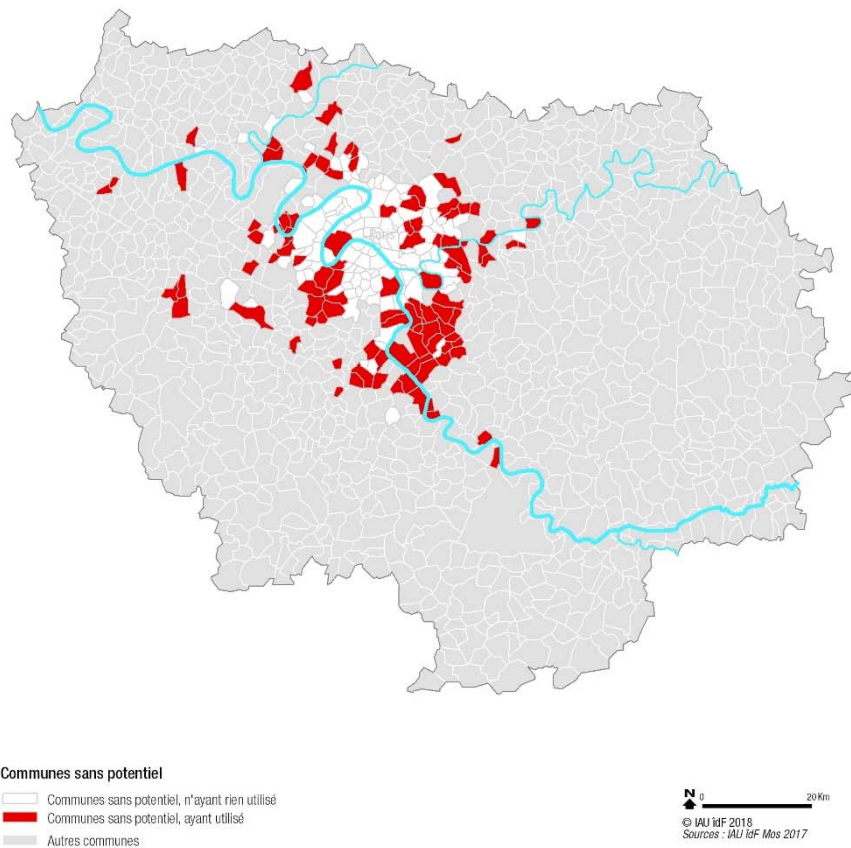 Paris
Communes sans potentiel
Communes sans potentiel, n'ayant rien utilisé
Communes sans potentiel, ayant utilisé
Autres communes
N 0 20 Km
© IAU îdF 2018
Sources : IAU îdF Mos 2017